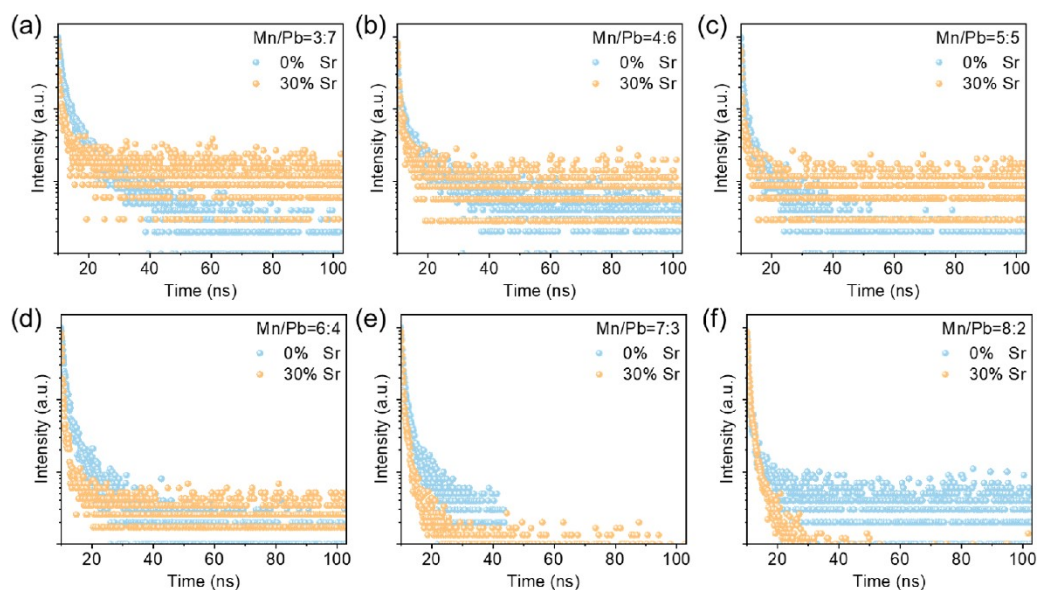 (a)
Mn/Pb=3:7
0% Sr
30% Sr
Intensity (a.u.)
20 40 60 80 100
Time (ns)
(b)
Mn/Pb=4:6
0% Sr
30% Sr
Intensity (a.u.)
20 40 60 80 100
Time (ns)
(c)
Mn/Pb=5:5
0% Sr
30% Sr
Intensity (a.u.)
20 40 60 80 100
Time (ns)
(d)
Mn/Pb=6:4
0% Sr
30% Sr
Intensity (a.u.)
20 40 60 80 100
Time (ns)
(e)
Mn/Pb=7:3
0% Sr
30% Sr
Intensity (a.u.)
20 40 60 80 100
Time (ns)
(f)
Mn/Pb=8:2
0% Sr
30% Sr
Intensity (a.u.)
20 40 60 80 100
Time (ns)